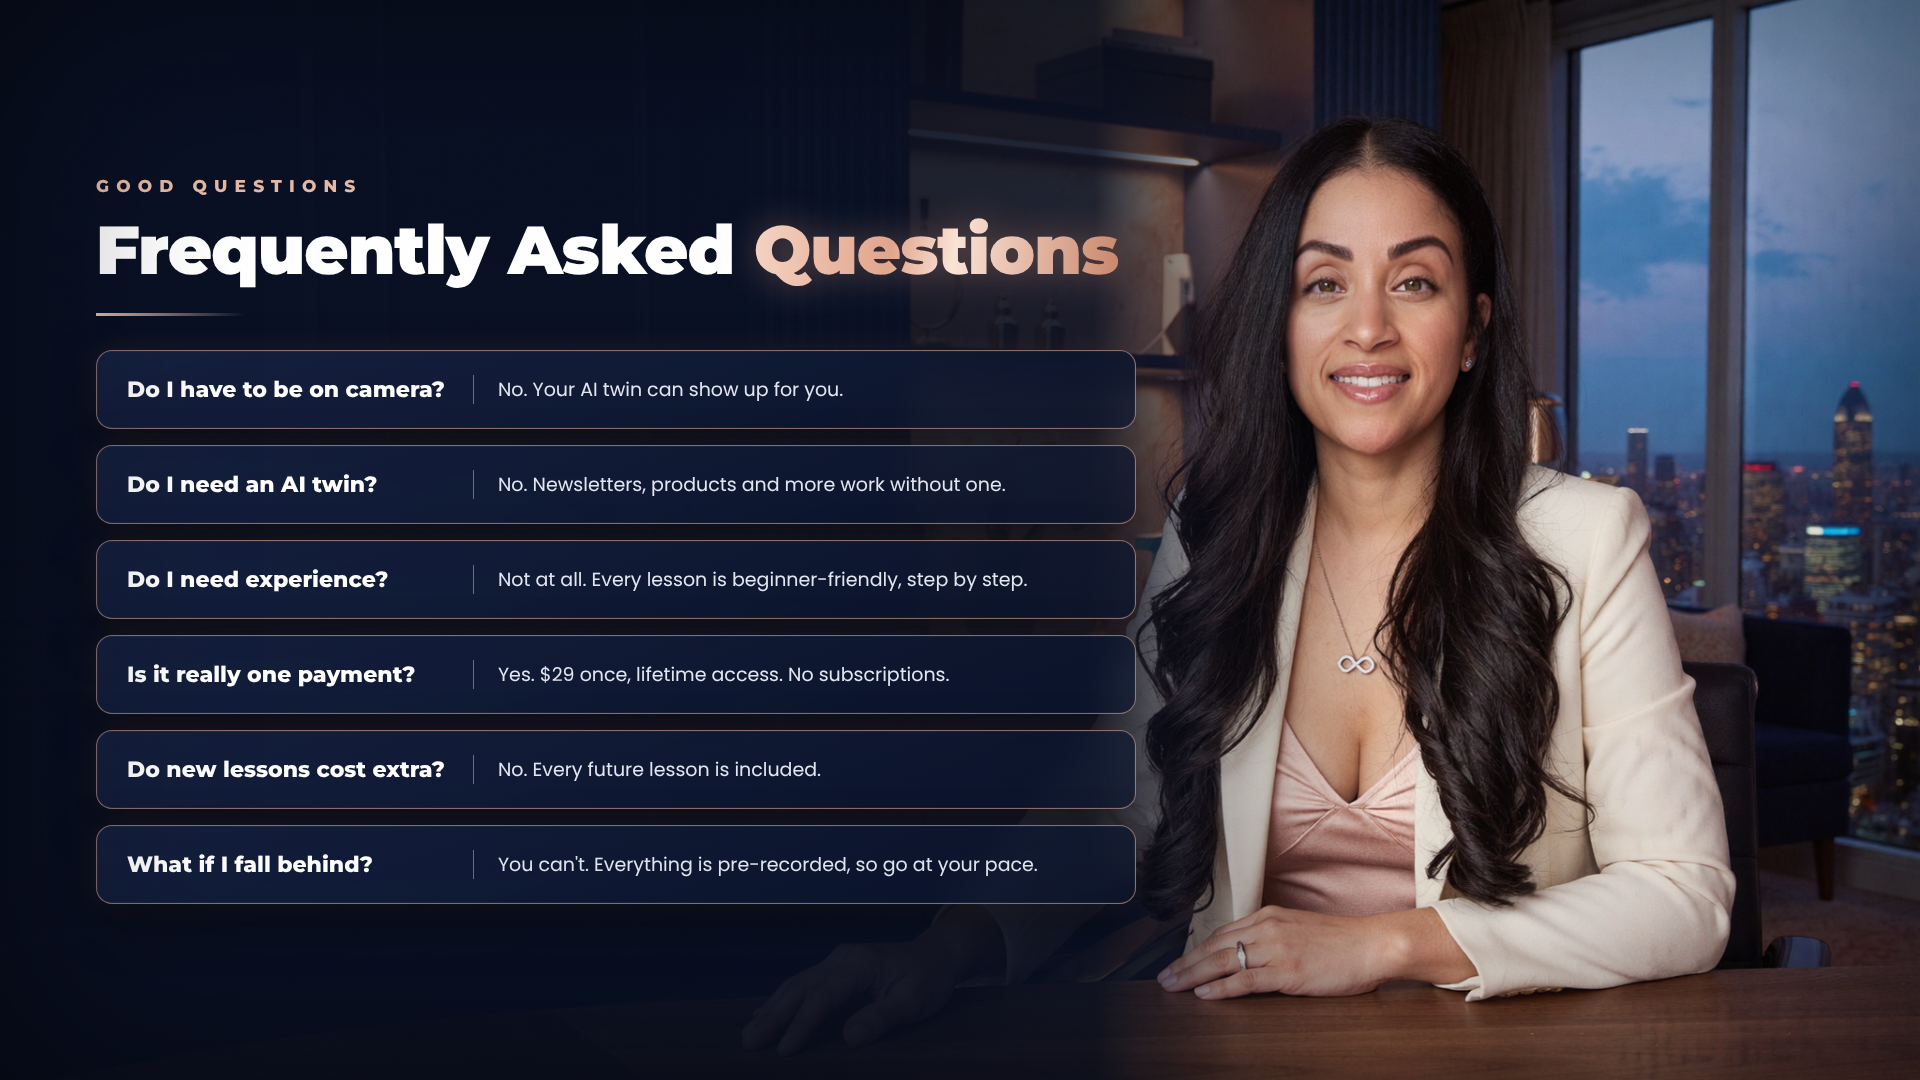 GOOD QUESTIONS
Frequently Asked Questions
Do I have to be on camera? No. Your AI twin can show up for you.
Do I need an AI twin? No. Newsletters, products and more work without one.
Do I need experience? Not at all. Every lesson is beginner-friendly, step by step.
Is it really one payment? Yes. $29 once, lifetime access. No subscriptions.
Do new lessons cost extra? No. Every future lesson is included.
What if I fall behind? You can't. Everything is pre-recorded, so go at your pace.